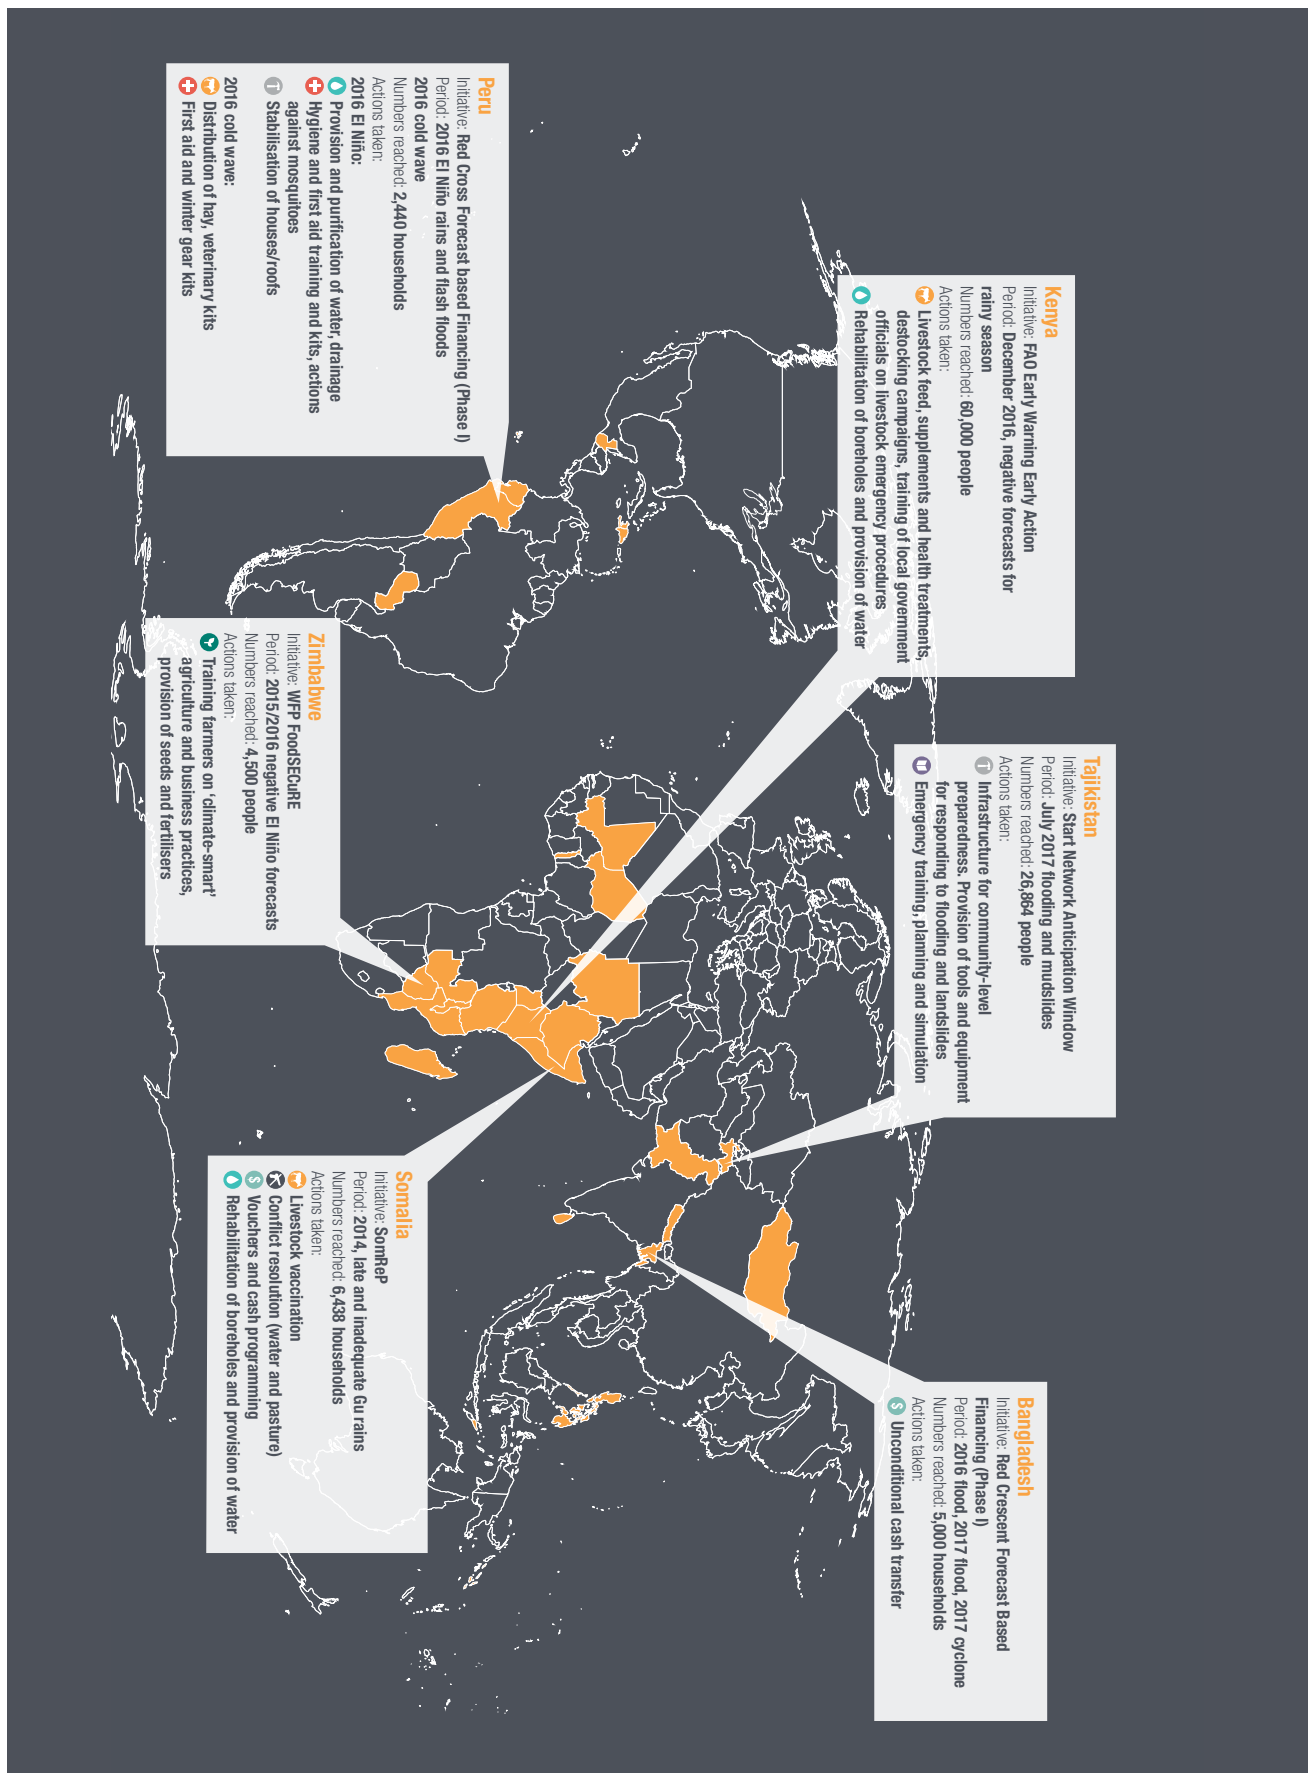 Kenya
Initiative: FAO Early Warning Early Action
Period: December 2016, negative forecasts for
rainy season
Numbers reached: 60,000 people
Actions taken:
Livestock feed, supplements and health treatments,
destocking campaigns, training of local government
officials on livestock emergency procedures
Rehabilitation of boreholes and provision of water
Tajikistan
Initiative: Start Network Anticipation Window
Period: July 2017 flooding and mudslides
Numbers reached: 26,864 people
Actions taken:
Infrastructure for community-level
preparedness. Provision of tools and equipment
for responding to flooding and landslides
Emergency training, planning and simulation
Bangladesh
Initiative: Red Crescent Forecast Based
Financing (Phase I)
Period: 2016 flood, 2017 flood, 2017 cyclone
Numbers reached: 5,000 households
Actions taken:
Unconditional cash transfer
Peru
Initiative: Red Cross Forecast based Financing (Phase I)
Period: 2016 El Niño rains and flash floods
2016 cold wave
Numbers reached: 2,440 households
Actions taken:
2016 El Niño:
Provision and purification of water, drainage
Hygiene and first aid training and kits, actions
against mosquitoes
Stabilisation of houses/roofs
2016 cold wave:
Distribution of hay, veterinary kits
First aid and winter gear kits
Zimbabwe
Initiative: WFP FoodSECuRE
Period: 2015/2016 negative El Niño forecasts
Numbers reached: 4,500 people
Actions taken:
Training farmers on ‘climate-smart’
agriculture and business practices,
provision of seeds and fertilisers
Somalia
Initiative: SomReP
Period: 2014, late and inadequate Gu rains
Numbers reached: 6,438 households
Actions taken:
Livestock vaccination
Conflict resolution (water and pasture)
Vouchers and cash programming
Rehabilitation of boreholes and provision of water